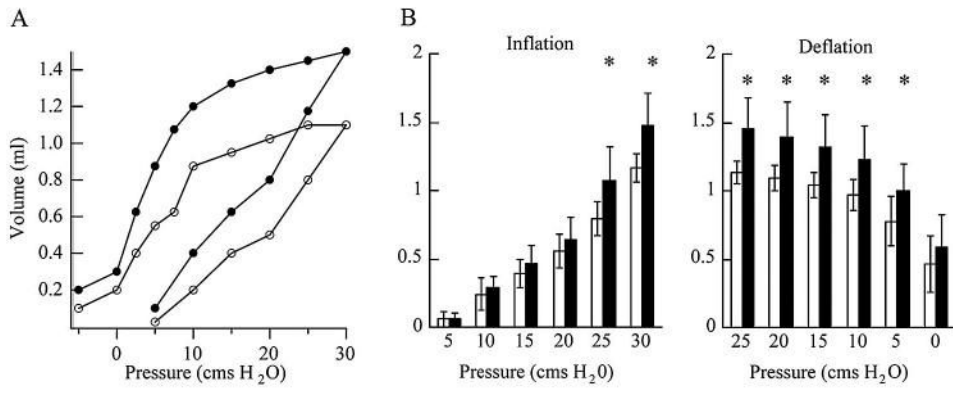 A
B
Volume (ml)
1.4
1.2
1.0
0.8
0.6
0.4
0.2
0 10 20 30
Pressure (cms H₂O)
Inflation
2
1.5
1
0.5
0
* *
5 10 15 20 25 30
Pressure (cms H₂0)
Deflation
2
1.5
1
0.5
0
* * * * *
25 20 15 10 5 0
Pressure (cms H₂O)